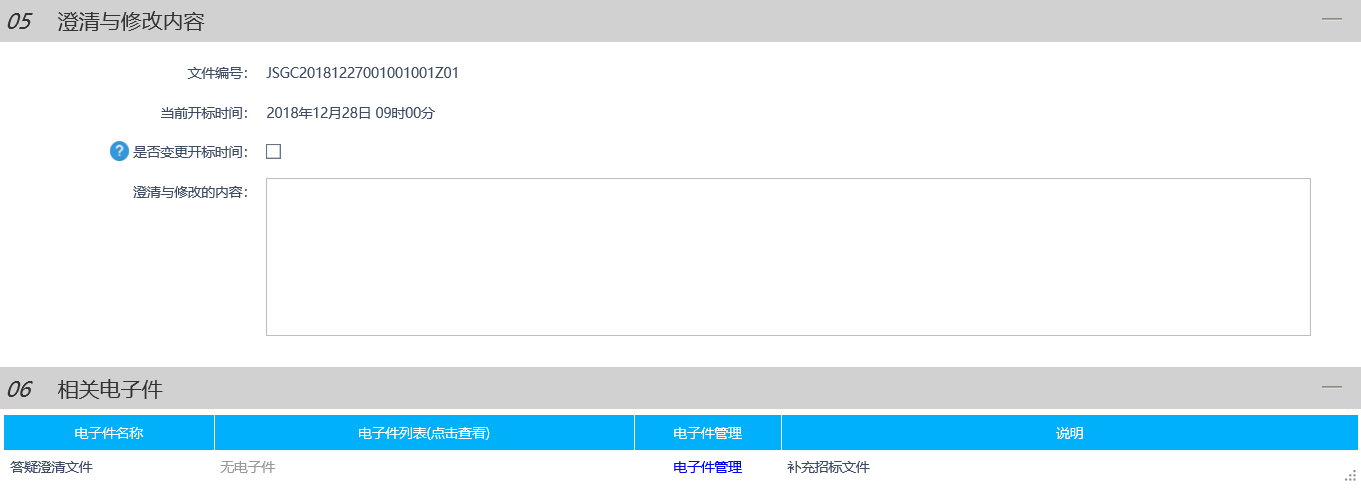 05 澄清与修改内容
文件编号： JSGC20181227001001001Z01
当前开标时间： 2018年12月28日 09时00分
? 是否变更开标时间：
澄清与修改的内容：
06 相关电子件
电子件名称 电子件列表(点击查看) 电子件管理 说明
答疑澄清文件 无电子件 电子件管理 补充招标文件